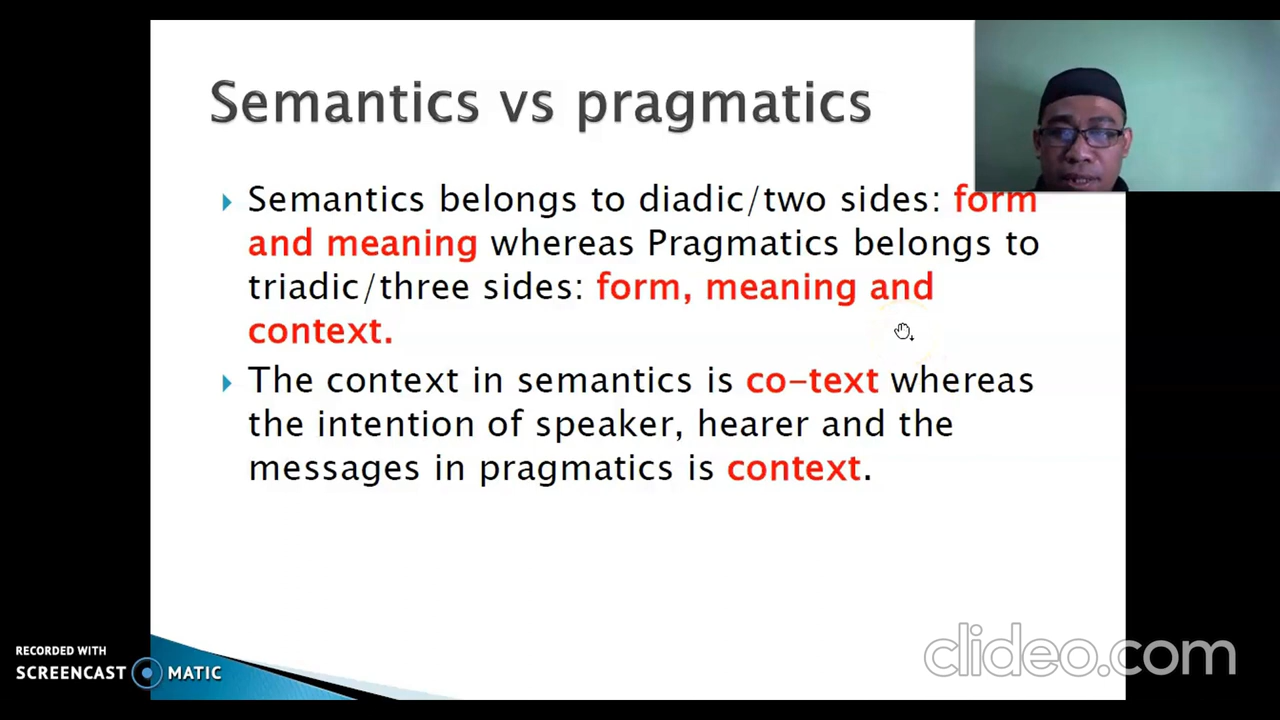 Semantics vs pragmatics
Semantics belongs to diadic/two sides: form
and meaning whereas Pragmatics belongs to
triadic/three sides: form, meaning and
context.
The context in semantics is co-text whereas
the intention of speaker, hearer and the
messages in pragmatics is context.
RECORDED WITH
SCREENCAST MATIC
clideo.com